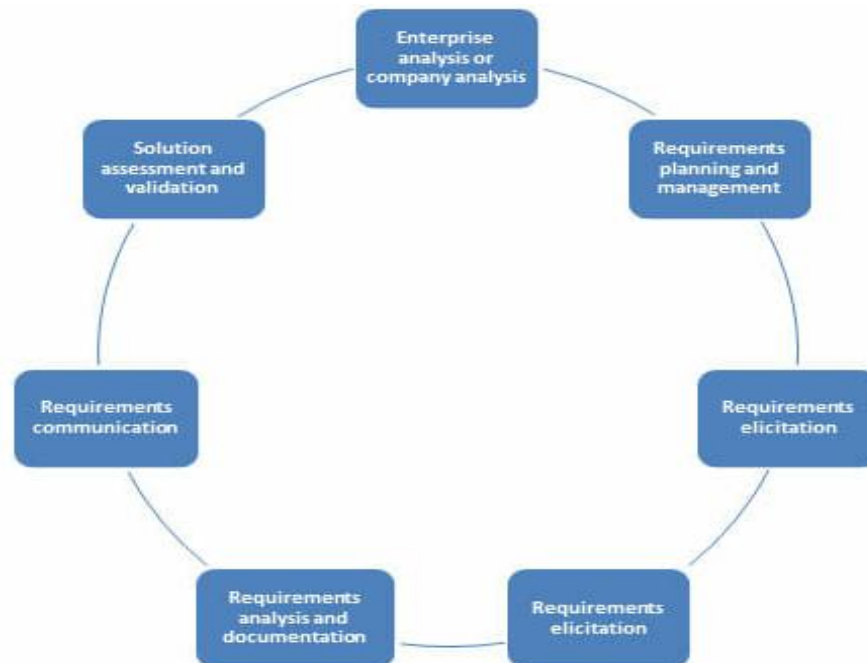 Enterprise
analysis or
company analysis
Requirements
planning and
management
Requirements
elicitation
Requirements
elicitation
Requirements
analysis and
documentation
Requirements
communication
Solution
assessment and
validation